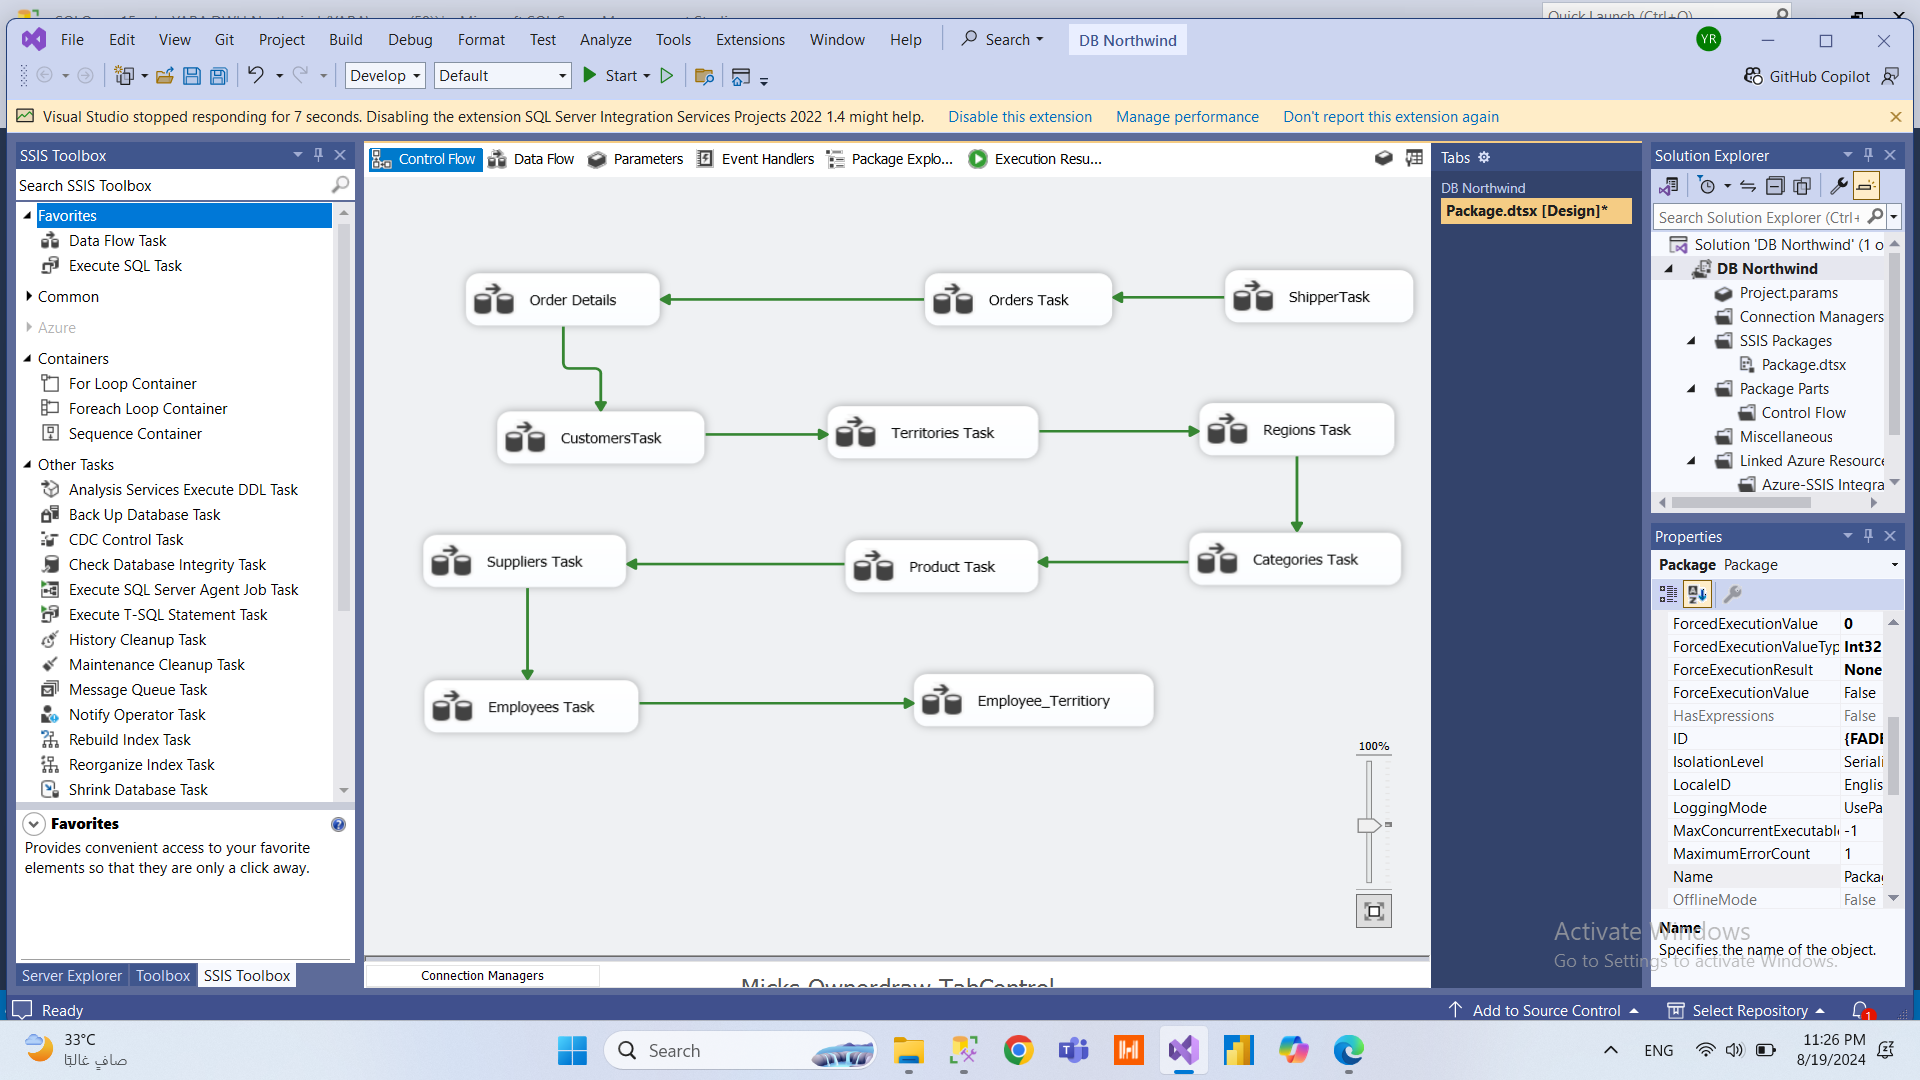 Quick Launch (Ctrl+Q)
File Edit View Git Project Build Debug Format Test Analyze Tools Extensions Window Help Search DB Northwind YR
Develop Default Start GitHub Copilot
Visual Studio stopped responding for 7 seconds. Disabling the extension SQL Server Integration Services Projects 2022 1.4 might help. Disable this extension Manage performance Don't report this extension again
SSIS Toolbox
Search SSIS Toolbox
Favorites
Data Flow Task
Execute SQL Task
Common
Azure
Containers
For Loop Container
Foreach Loop Container
Sequence Container
Other Tasks
Analysis Services Execute DDL Task
Back Up Database Task
CDC Control Task
Check Database Integrity Task
Execute SQL Server Agent Job Task
Execute T-SQL Statement Task
History Cleanup Task
Maintenance Cleanup Task
Message Queue Task
Notify Operator Task
Rebuild Index Task
Reorganize Index Task
Shrink Database Task
Favorites
Provides convenient access to your favorite
elements so that they are only a click away.
Server Explorer Toolbox SSIS Toolbox
Control Flow Data Flow Parameters Event Handlers Package Explo... Execution Resu...
Order Details Orders Task ShipperTask
CustomersTask Territories Task Regions Task
Suppliers Task Product Task Categories Task
Employees Task Employee_Terrītiory
100%
Connection Managers
Micks Ownerdraw TabControl
Tabs
DB Northwind
Package.dtsx [Design]*
Solution Explorer
Search Solution Explorer (Ctrl+
Solution 'DB Northwind' (1 o
DB Northwind
Project.params
Connection Managers
SSIS Packages
Package.dtsx
Package Parts
Control Flow
Miscellaneous
Linked Azure Resource
Azure-SSIS Integra
Properties
Package Package
ForcedExecutionValue 0
ForcedExecutionValueTyp Int32
ForceExecutionResult None
ForceExecutionValue False
HasExpressions False
ID {FADE
IsolationLevel Seriali
LocaleID Englis
LoggingMode UsePa
MaxConcurrentExecutabl -1
MaximumErrorCount 1
Name Packag
OfflineMode False
Name
Specifies the name of the object.
Activate Windows
Go to Settings to activate Windows.
Ready Add to Source Control Select Repository 1
33°C
صافٍ غالبًا
Search
ENG
11:26 PM
8/19/2024